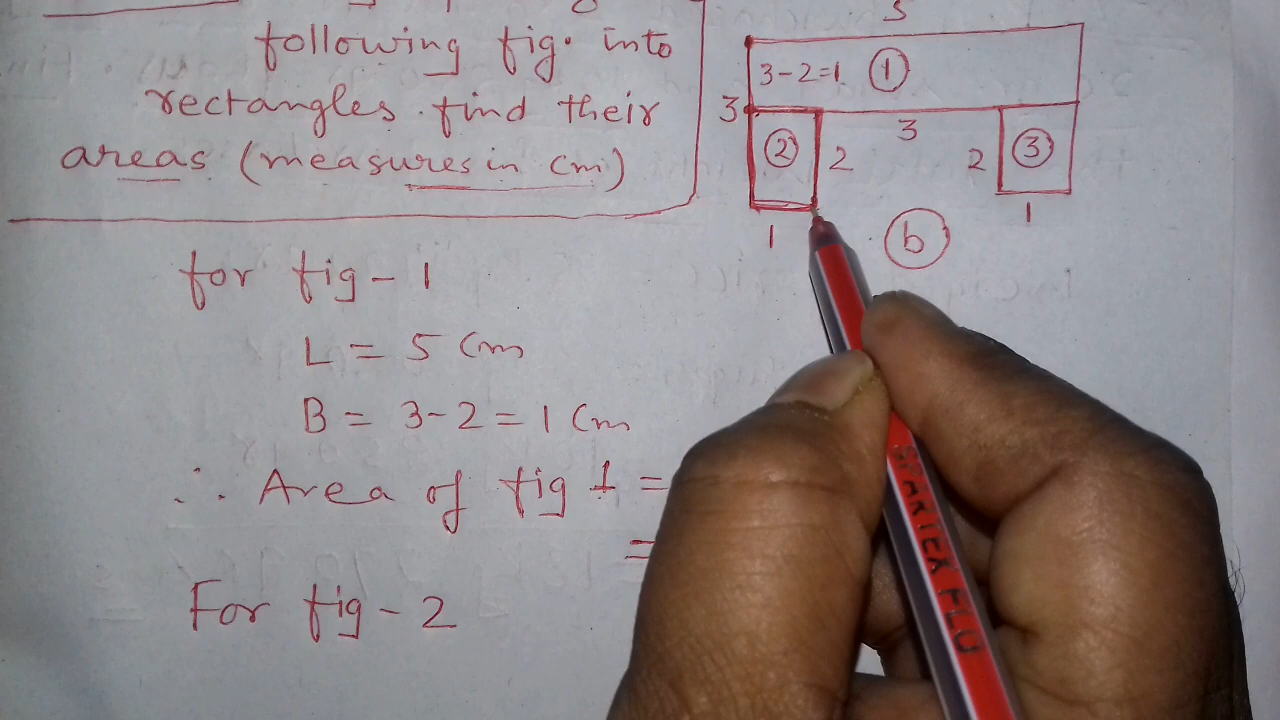 following fig. into
rectangles. find their
areas (measures in cm)
5
3-2=1 ①
3
② 2 3 2 ③
1 1
ⓑ
for fig-1
L = 5 cm
B = 3-2 = 1 cm
∴ Area of fig 1 =
=
For fig-2
SPARTEK FLO